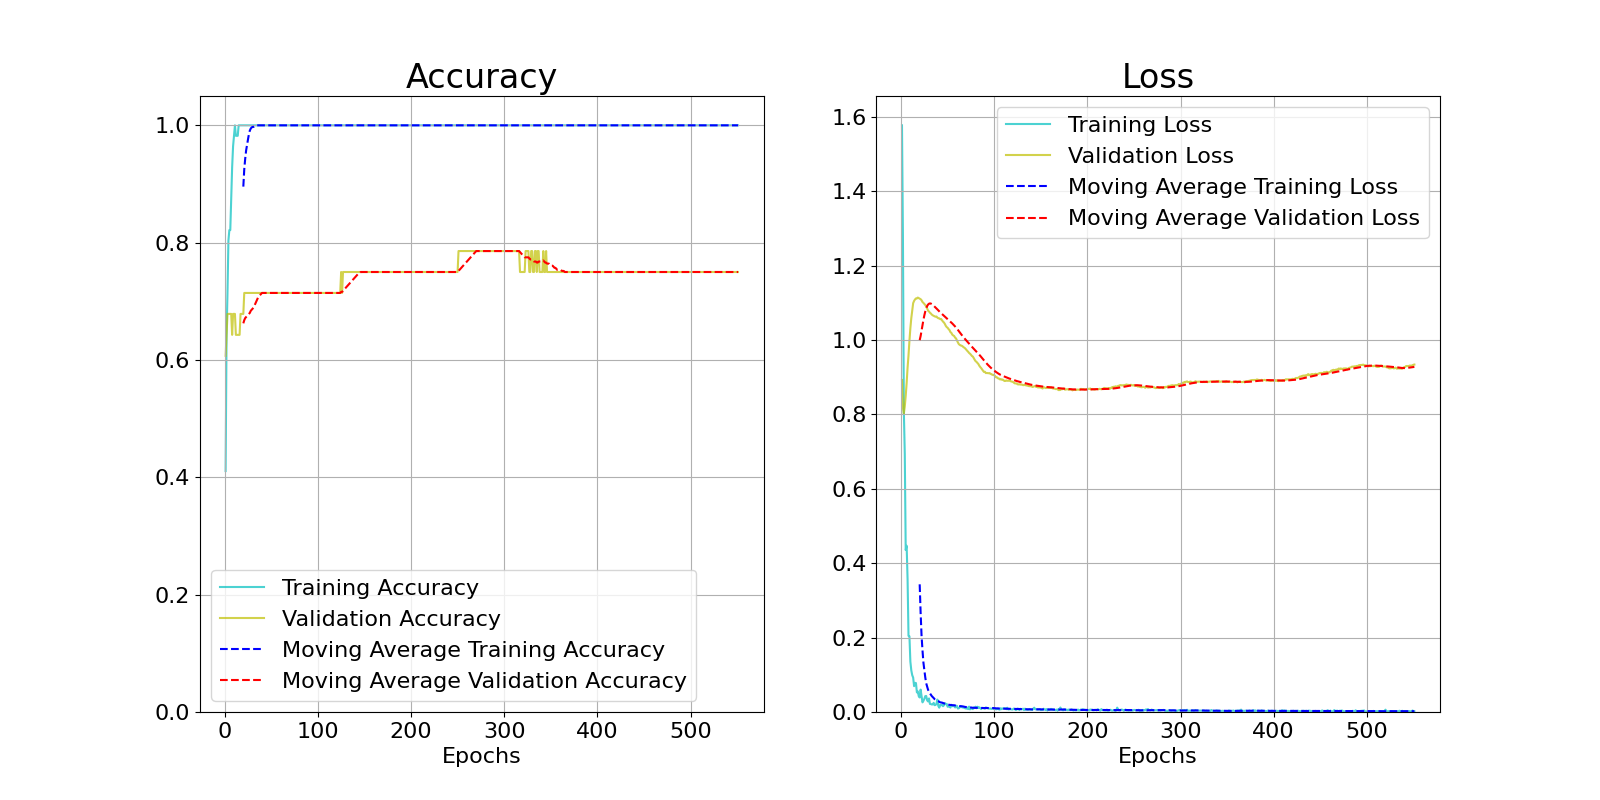 Accuracy
1.0
0.8
0.6
0.4
0.2
0.0
0 100 200 300 400 500
Epochs
Training Accuracy
Validation Accuracy
Moving Average Training Accuracy
Moving Average Validation Accuracy
Loss
1.6
1.4
1.2
1.0
0.8
0.6
0.4
0.2
0.0
0 100 200 300 400 500
Epochs
Training Loss
Validation Loss
Moving Average Training Loss
Moving Average Validation Loss